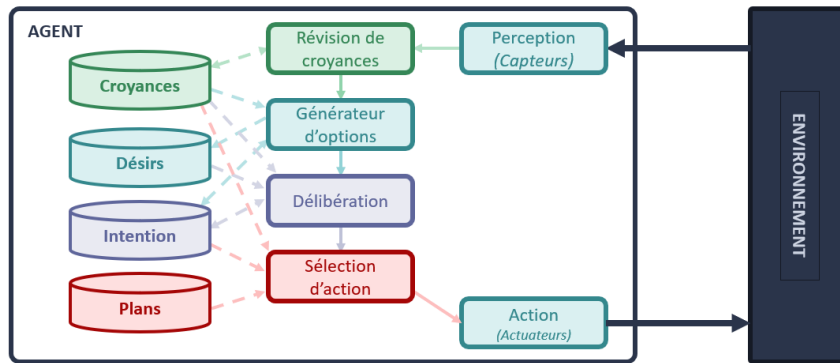 AGENT
Révision de
croyances
Perception
(Capteurs)
Croyances
Générateur
d'options
Désirs
Délibération
Intention
Sélection
d'action
Plans
Action
(Actuateurs)
ENVIRONNEMENT